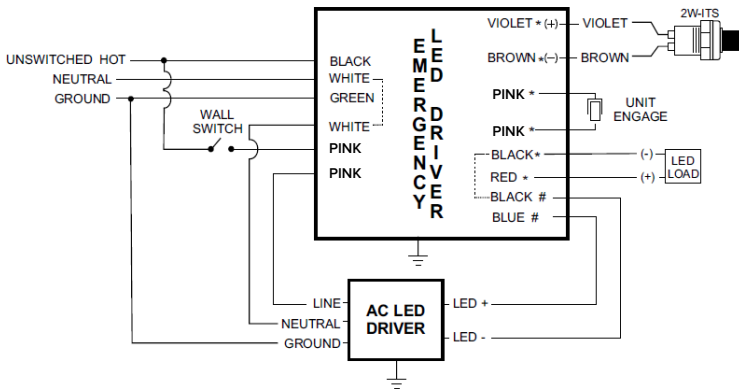 2W-ITS
VIOLET * (+) VIOLET
UNSWITCHED HOT
BLACK
BROWN *(-) BROWN
NEUTRAL
WHITE
GROUND
GREEN
PINK *
UNIT
ENGAGE
WALL
SWITCH
WHITE
PINK *
PINK
BLACK *
(-)
LED
LOAD
PINK
RED *
(+)
BLACK #
BLUE #
EMERGENCY
LED DRIVER
LINE
NEUTRAL
GROUND
AC LED
DRIVER
LED +
LED -